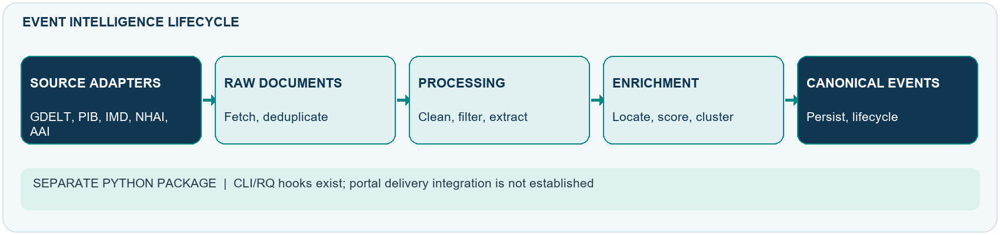 EVENT INTELLIGENCE LIFECYCLE
SOURCE ADAPTERS
GDELT, PIB, IMD, NHAI,
AAI
RAW DOCUMENTS
Fetch, deduplicate
PROCESSING
Clean, filter, extract
ENRICHMENT
Locate, score, cluster
CANONICAL EVENTS
Persist, lifecycle
SEPARATE PYTHON PACKAGE | CLI/RQ hooks exist; portal delivery integration is not established